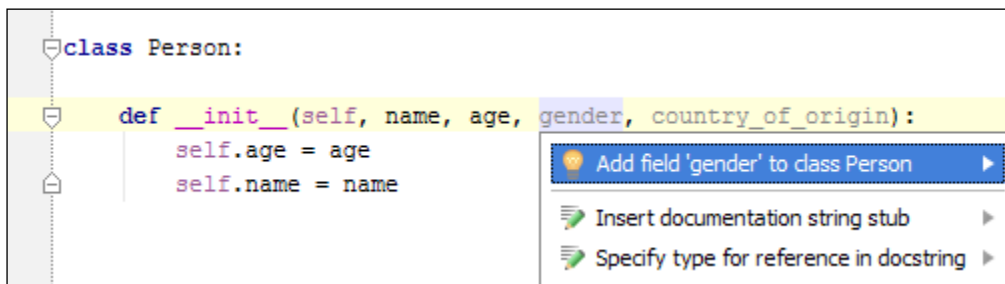 class Person:
def __init__(self, name, age, gender, country_of_origin):
self.age = age
self.name = name
Add field 'gender' to class Person
Insert documentation string stub
Specify type for reference in docstring